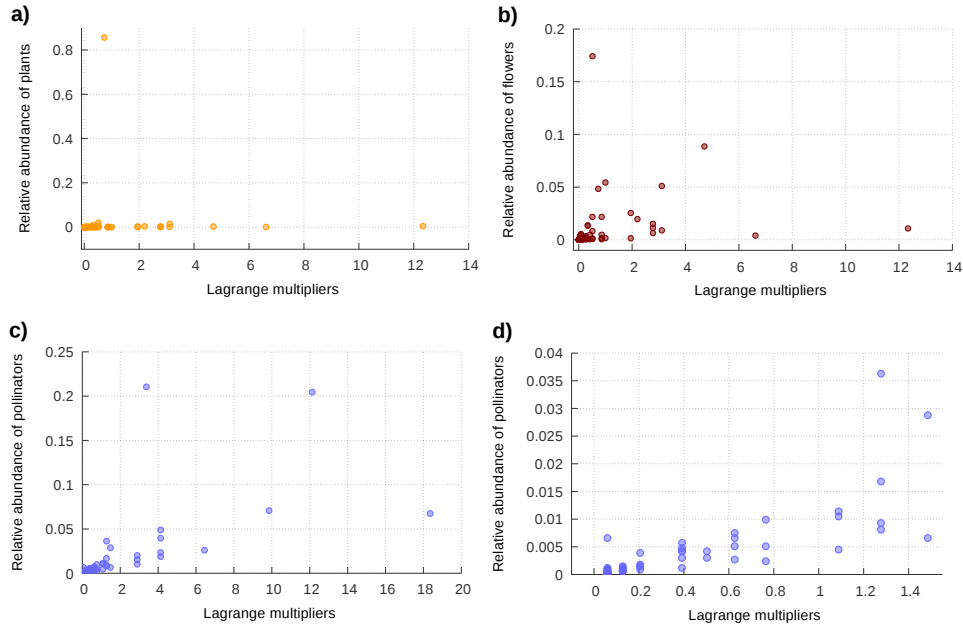 a)
Relative abundance of plants
0.8
0.6
0.4
0.2
0
0 2 4 6 8 10 12 14
Lagrange multipliers
b)
Relative abundance of flowers
0.2
0.15
0.1
0.05
0
0 2 4 6 8 10 12 14
Lagrange multipliers
c)
Relative abundance of pollinators
0.25
0.2
0.15
0.1
0.05
0
0 2 4 6 8 10 12 14 16 18 20
Lagrange multipliers
d)
Relative abundance of pollinators
0.04
0.035
0.03
0.025
0.02
0.015
0.01
0.005
0
0 0.2 0.4 0.6 0.8 1 1.2 1.4
Lagrange multipliers